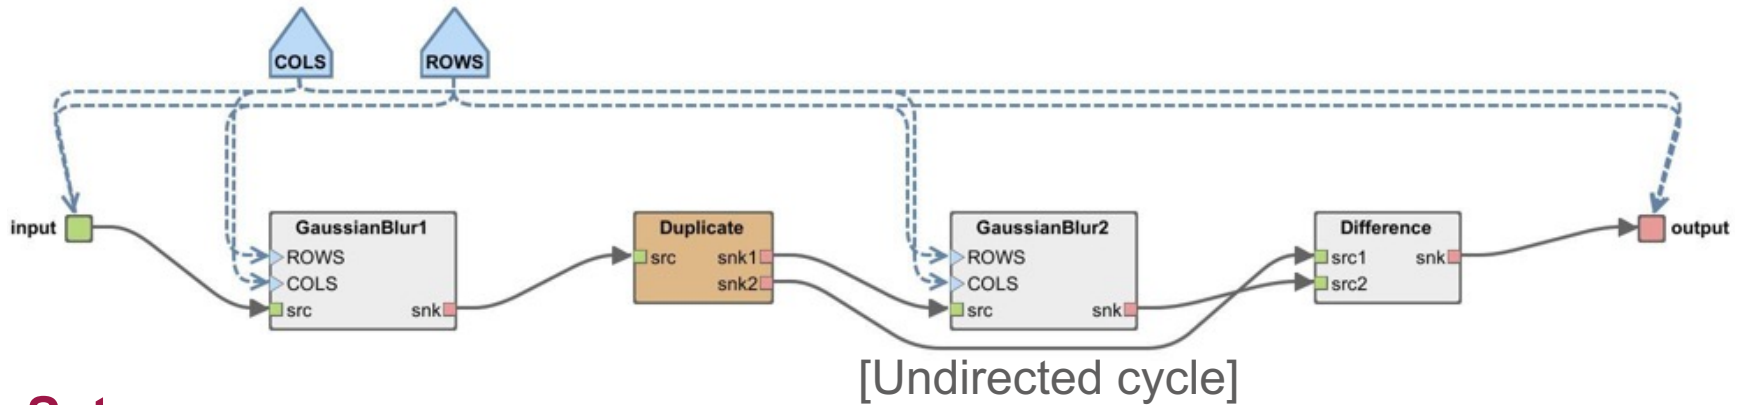 COLS
ROWS
input
GaussianBlur1
ROWS
COLS
src
snk
Duplicate
src
snk1
snk2
GaussianBlur2
ROWS
COLS
src
snk
Difference
src1
src2
snk
output
[Undirected cycle]